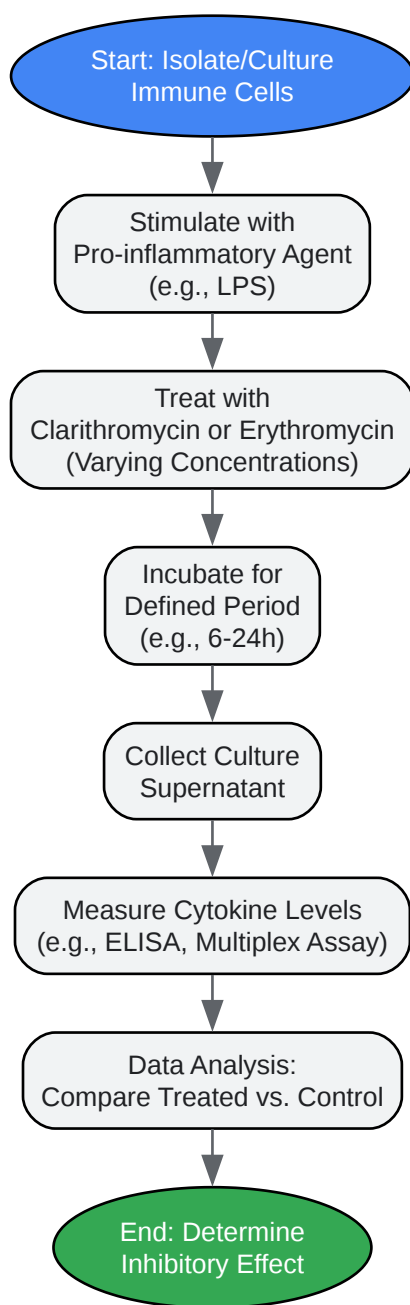 Start: Isolate/Culture
Immune Cells
Stimulate with
Pro-inflammatory Agent
(e.g., LPS)
Treat with
Clarithromycin or Erythromycin
(Varying Concentrations)
Incubate for
Defined Period
(e.g., 6-24h)
Collect Culture
Supernatant
Measure Cytokine Levels
(e.g., ELISA, Multiplex Assay)
Data Analysis:
Compare Treated vs. Control
End: Determine
Inhibitory Effect